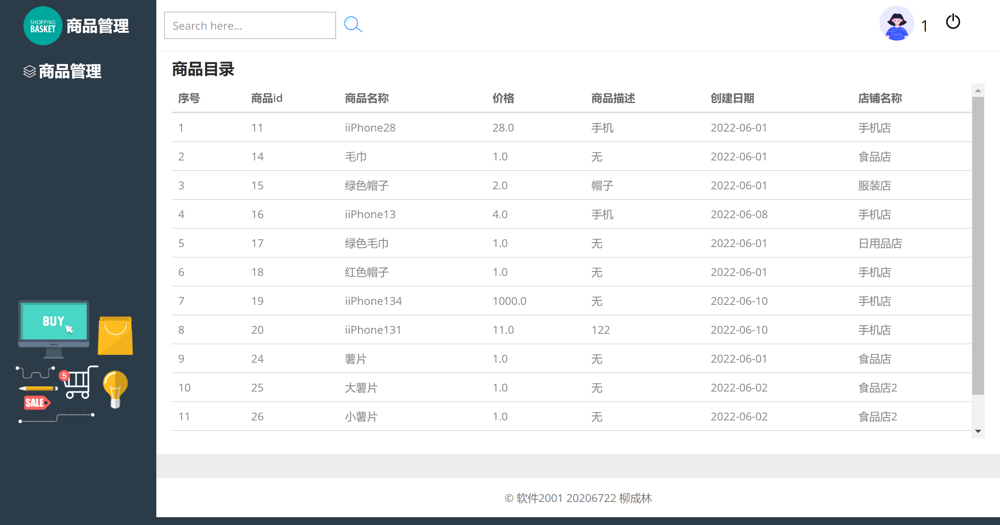 SHOPPING
BASKET
商品管理
Search here...
1
商品管理
商品目录
序号 商品id 商品名称 价格 商品描述 创建日期 店铺名称
1 11 iiPhone28 28.0 手机 2022-06-01 手机店
2 14 毛巾 1.0 无 2022-06-01 食品店
3 15 绿色帽子 2.0 帽子 2022-06-01 服装店
4 16 iiPhone13 4.0 手机 2022-06-08 手机店
5 17 绿色毛巾 1.0 无 2022-06-01 日用品店
6 18 红色帽子 1.0 无 2022-06-01 手机店
7 19 iiPhone134 1000.0 无 2022-06-10 手机店
8 20 iiPhone131 11.0 122 2022-06-10 手机店
9 24 薯片 1.0 无 2022-06-01 食品店
10 25 大薯片 1.0 无 2022-06-02 食品店2
11 26 小薯片 1.0 无 2022-06-02 食品店2
BUY
5
SALE
© 软件2001 20206722 柳成林